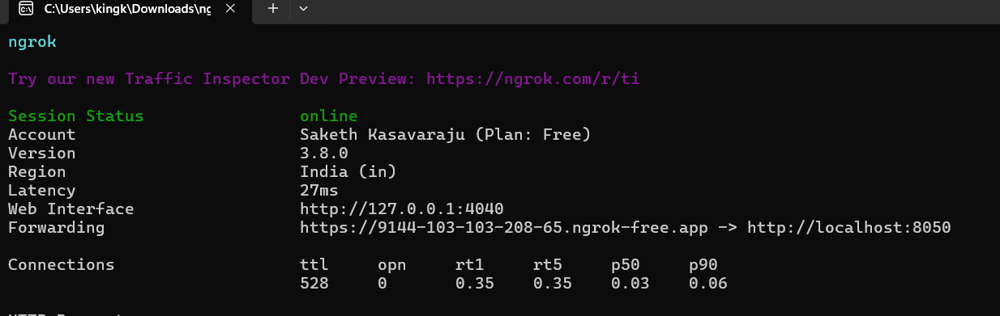 C:\Users\kingk\Downloads\ng
ngrok
Try our new Traffic Inspector Dev Preview: https://ngrok.com/r/ti
Session Status online
Account Saketh Kasavaraju (Plan: Free)
Version 3.8.0
Region India (in)
Latency 27ms
Web Interface http://127.0.0.1:4040
Forwarding https://9144-103-103-208-65.ngrok-free.app -> http://localhost:8050
Connections ttl opn rt1 rt5 p50 p90
528 0 0.35 0.35 0.03 0.06